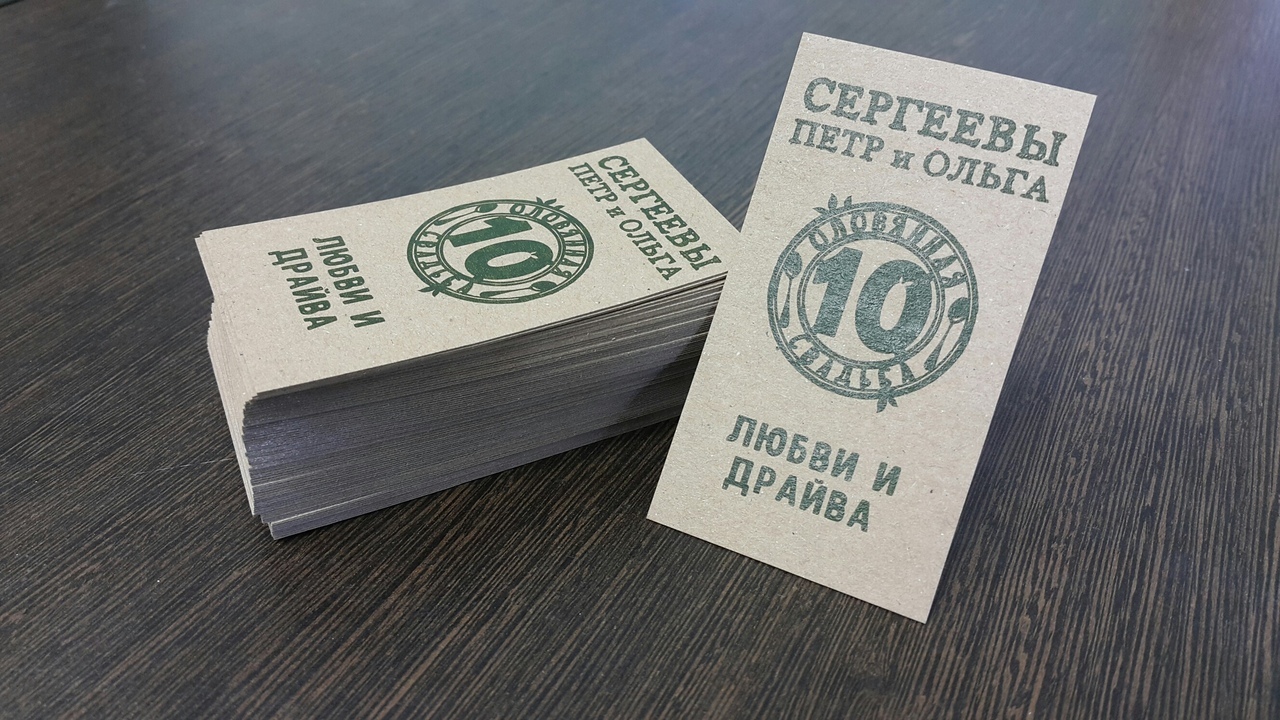 СЕРГЕЕВЫ
ПЕТР и ОЛЬГА
ОЛОВЯННАЯ
10
СВАДЬБА
ЛЮБВИ И
ДРАЙВА
СЕРГЕЕВЫ
ПЕТР и ОЛЬГА
ОЛОВЯННАЯ
10
СВАДЬБА
ЛЮБВИ И
ДРАЙВА